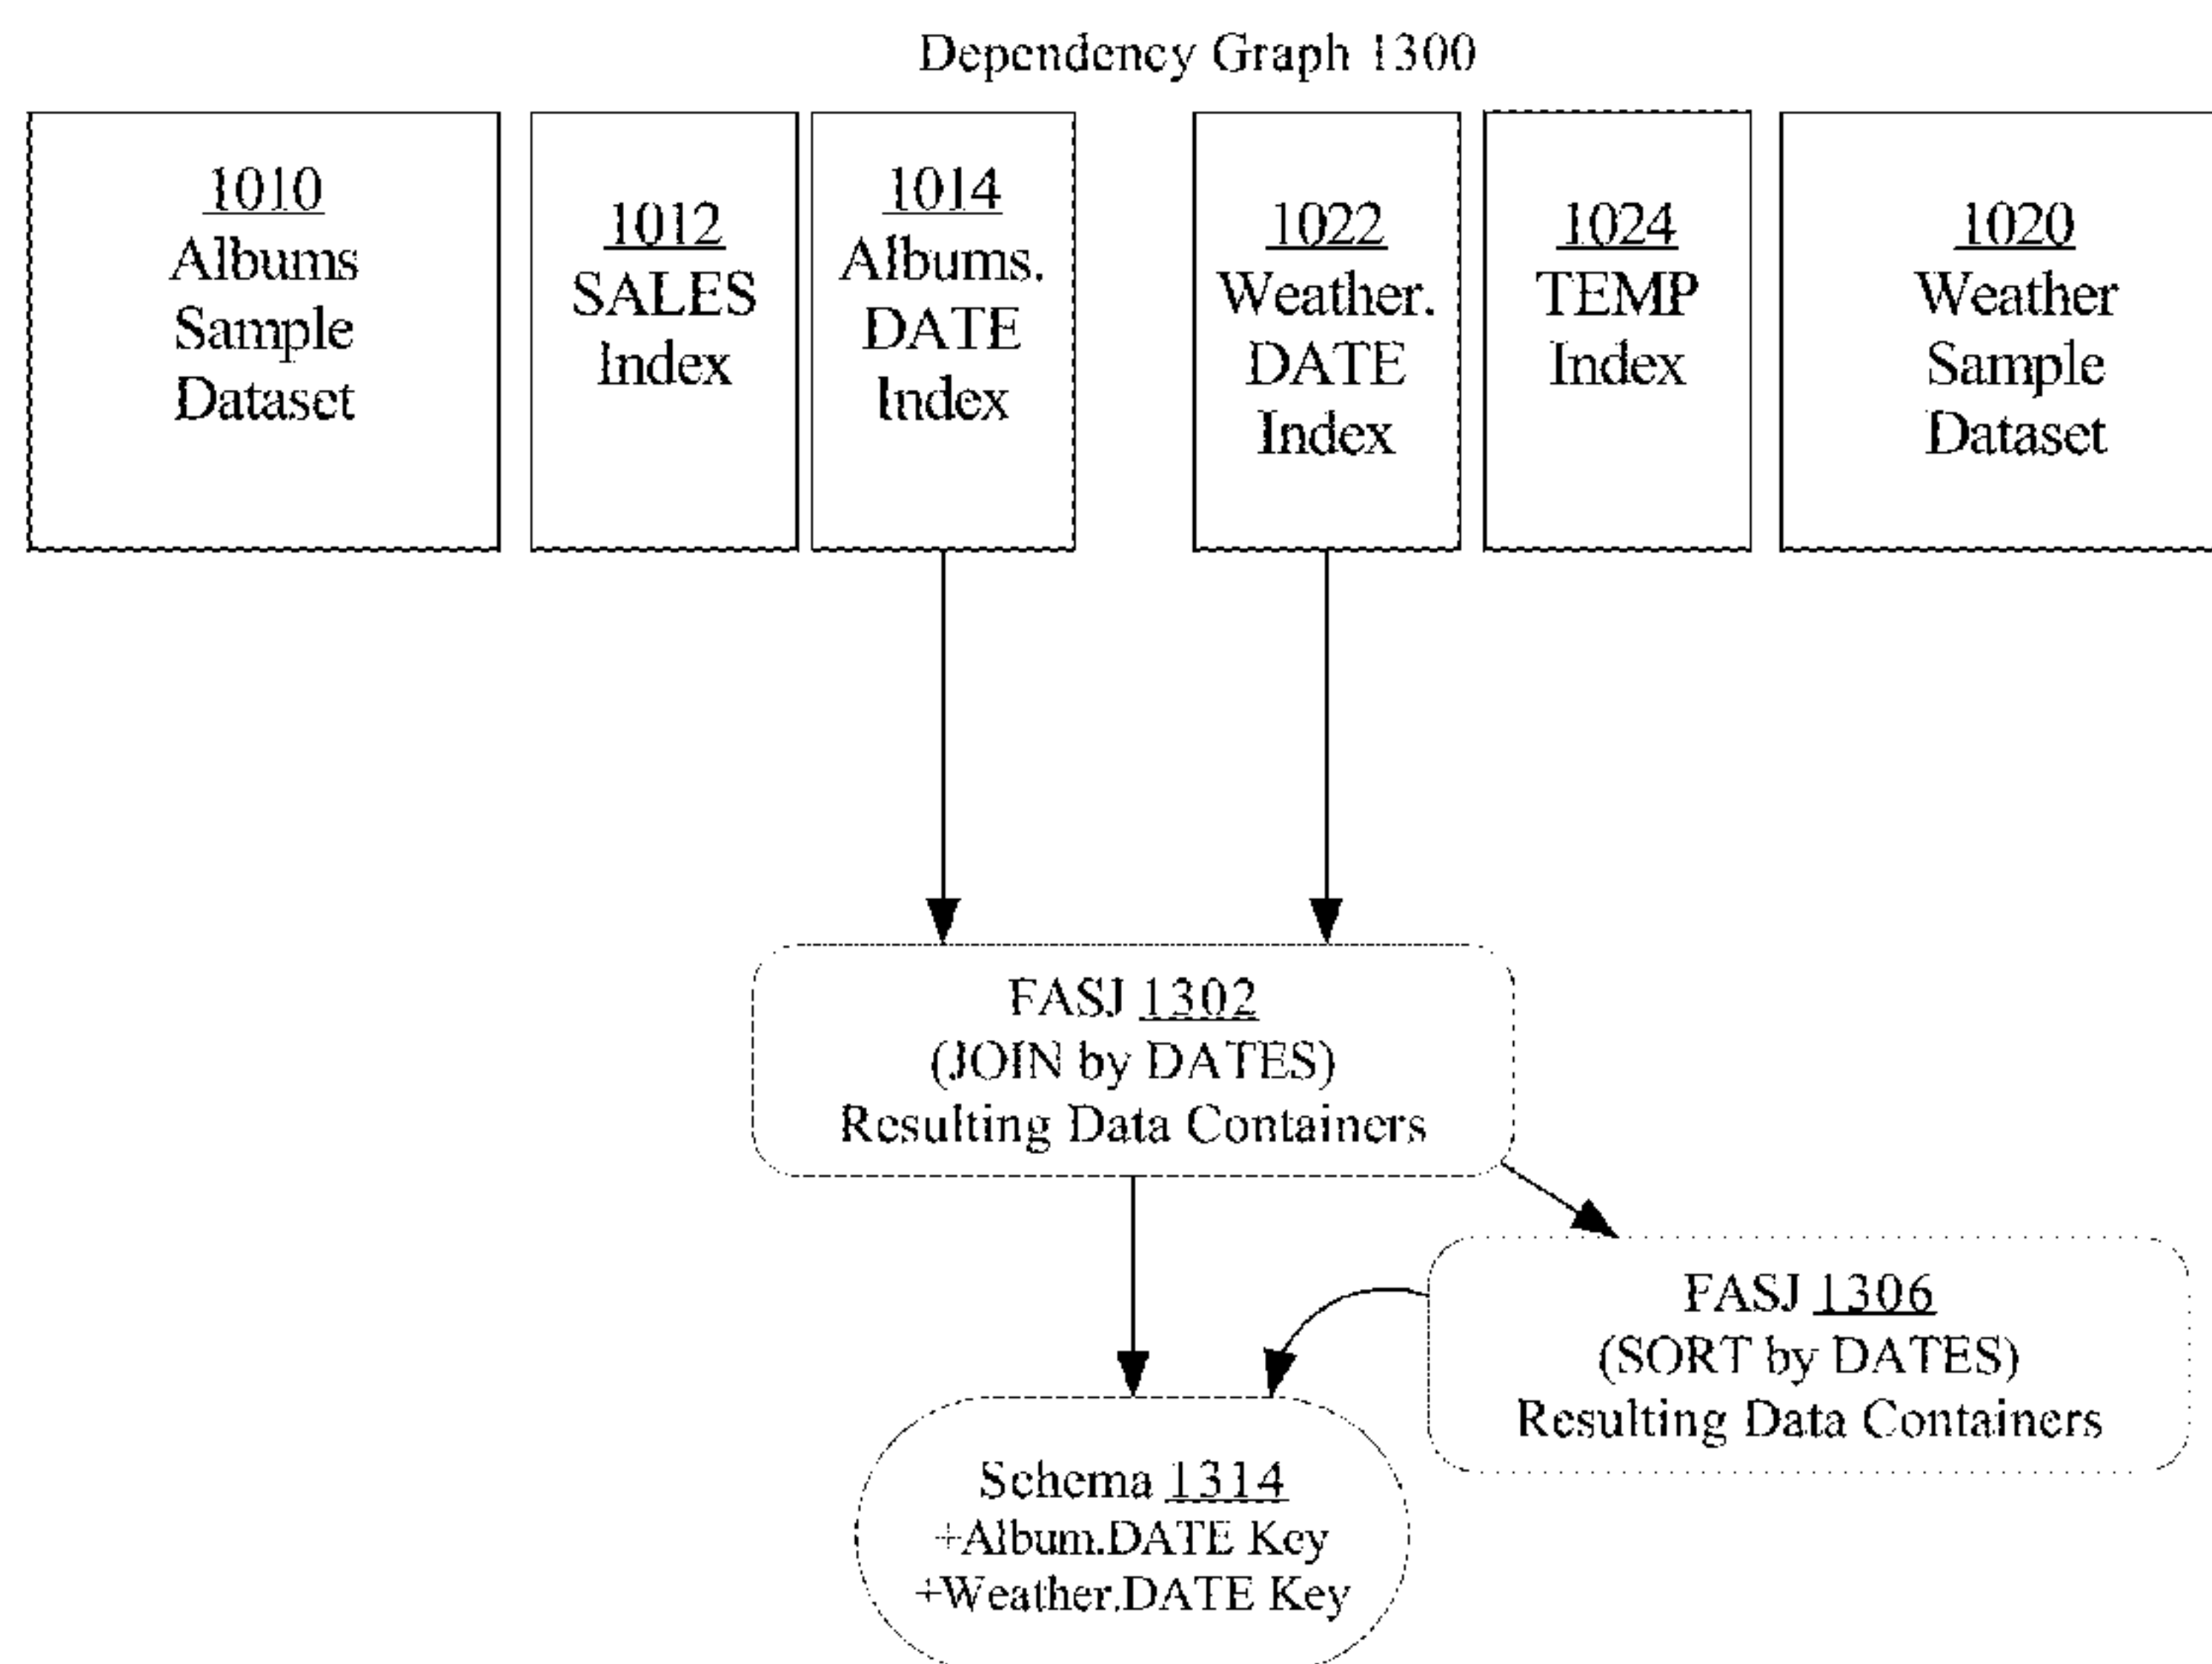 Dependency Graph 1300
1010
Albums
Sample
Dataset
1012
SALES
Index
1014
Albums.
DATE
Index
1022
Weather.
DATE
Index
1024
TEMP
Index
1020
Weather
Sample
Dataset
FASJ 1302
(JOIN by DATES)
Resulting Data Containers
FASJ 1306
(SORT by DATES)
Resulting Data Containers
Schema 1314
+Album.DATE Key
+Weather.DATE Key